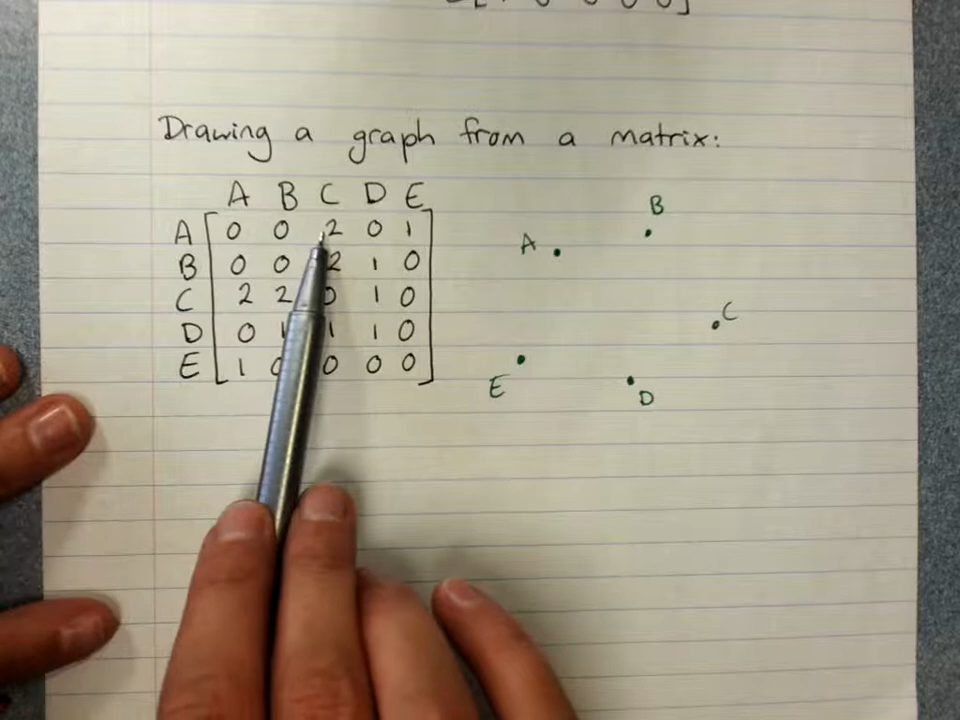 Drawing a graph from a matrix:
A B C D E
A 0 0 2 0 1
B 0 0 2 1 0
C 2 2 0 1 0
D 0 1 1 1 0
E 1 0 0 0 0
B
A
C
E
D